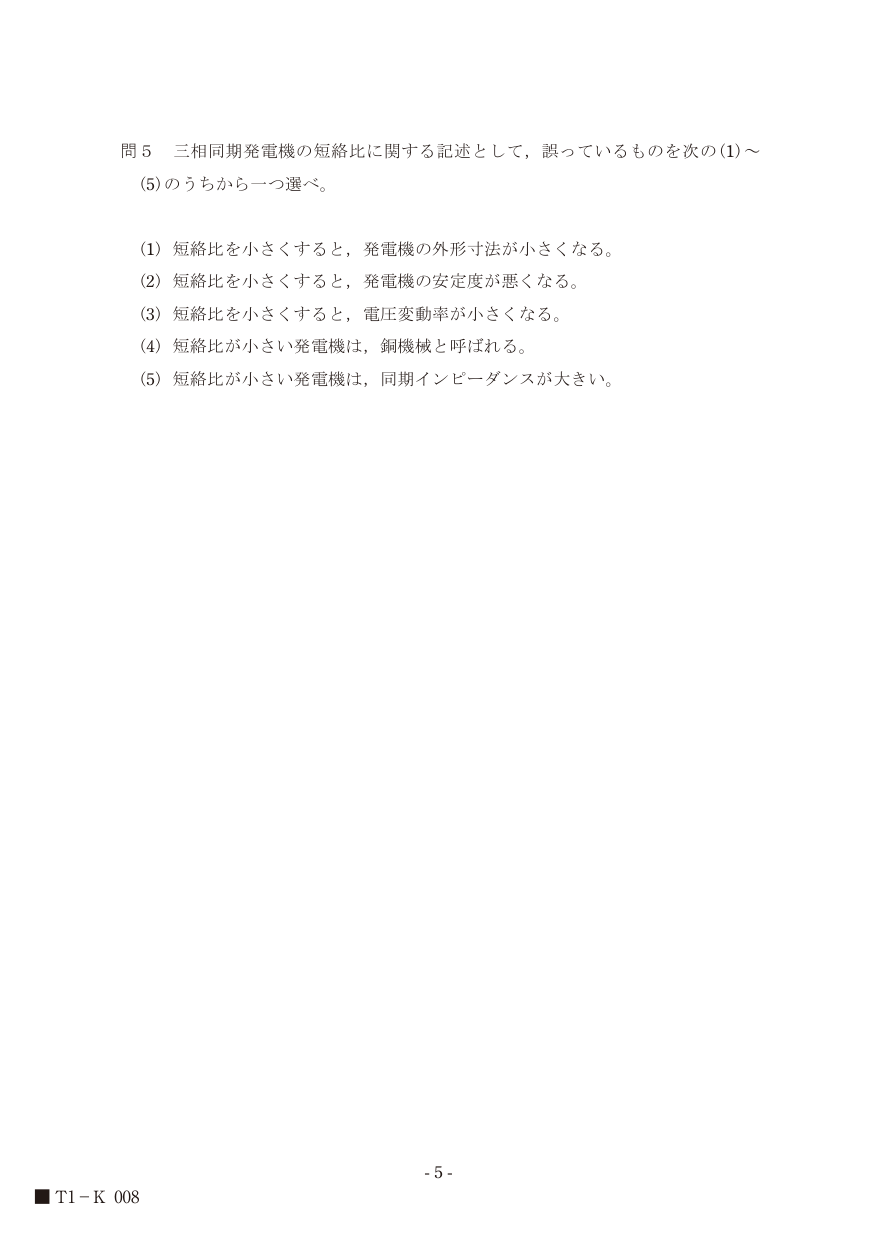 問５　三相同期発電機の短絡比に関する記述として，誤っているものを次の(1)～
(5)のうちから一つ選べ。
(1) 短絡比を小さくすると，発電機の外形寸法が小さくなる。
(2) 短絡比を小さくすると，発電機の安定度が悪くなる。
(3) 短絡比を小さくすると，電圧変動率が小さくなる。
(4) 短絡比が小さい発電機は，銅機械と呼ばれる。
(5) 短絡比が小さい発電機は，同期インピーダンスが大きい。
- 5 -
■ T1－K 008